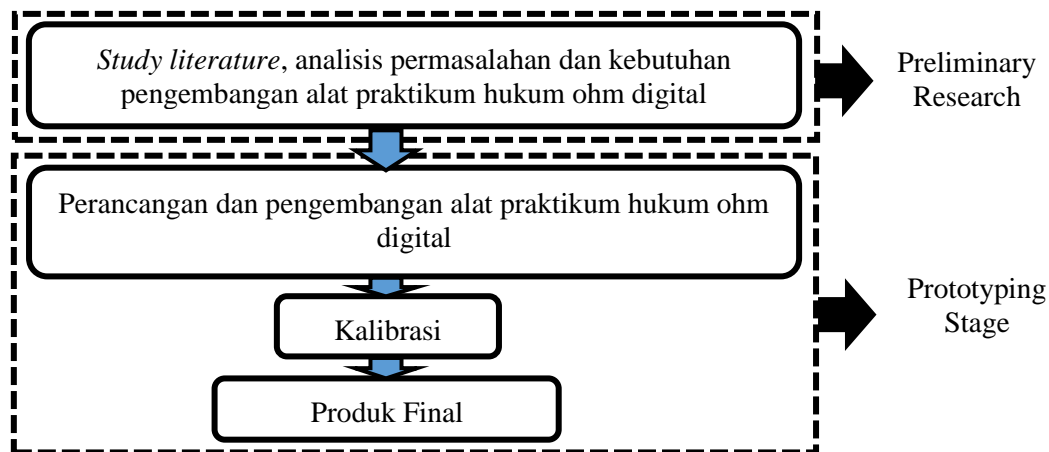 Study literature, analisis permasalahan dan kebutuhan
pengembangan alat praktikum hukum ohm digital
Preliminary
Research
Perancangan dan pengembangan alat praktikum hukum ohm
digital
Kalibrasi
Produk Final
Prototyping
Stage